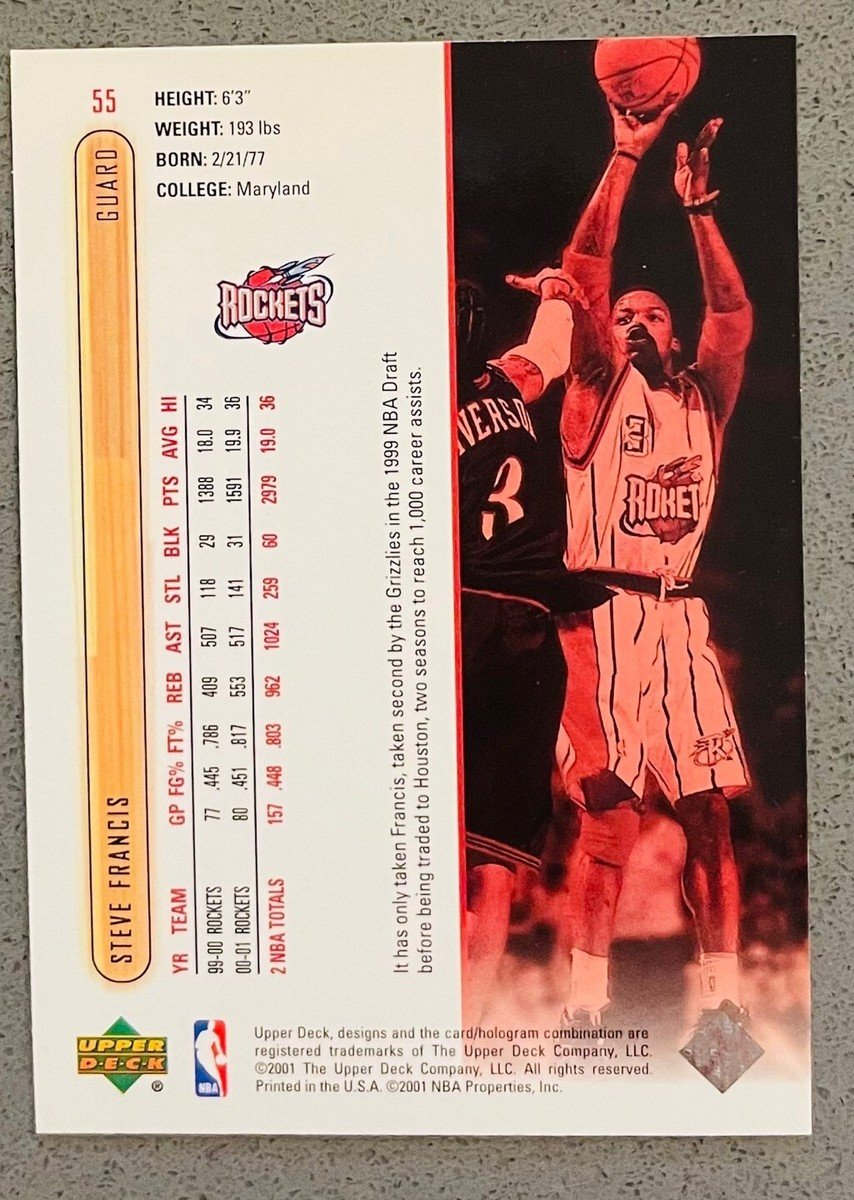 55
GUARD
STEVE FRANCIS
HEIGHT: 6'3"
WEIGHT: 193 lbs
BORN: 2/21/77
COLLEGE: Maryland
ROCKETS
YR TEAM GP FG% FT% REB AST STL BLK PTS AVG HI
99-00 ROCKETS 77 .445 .786 409 507 118 29 1388 18.0 34
00-01 ROCKETS 80 .451 .817 553 517 141 31 1591 19.9 36
2 NBA TOTALS 157 .448 .803 962 1024 259 60 2979 19.0 36
It has only taken Francis, taken second by the Grizzlies in the 1999 NBA Draft
before being traded to Houston, two seasons to reach 1,000 career assists.
VERSO
3
3
ROKET
R
UPPER
D·E·C·K
®
NBA
Upper Deck, designs and the card/hologram combination are
registered trademarks of The Upper Deck Company, LLC.
©2001 The Upper Deck Company, LLC. All rights reserved.
Printed in the U.S.A. ©2001 NBA Properties, Inc.